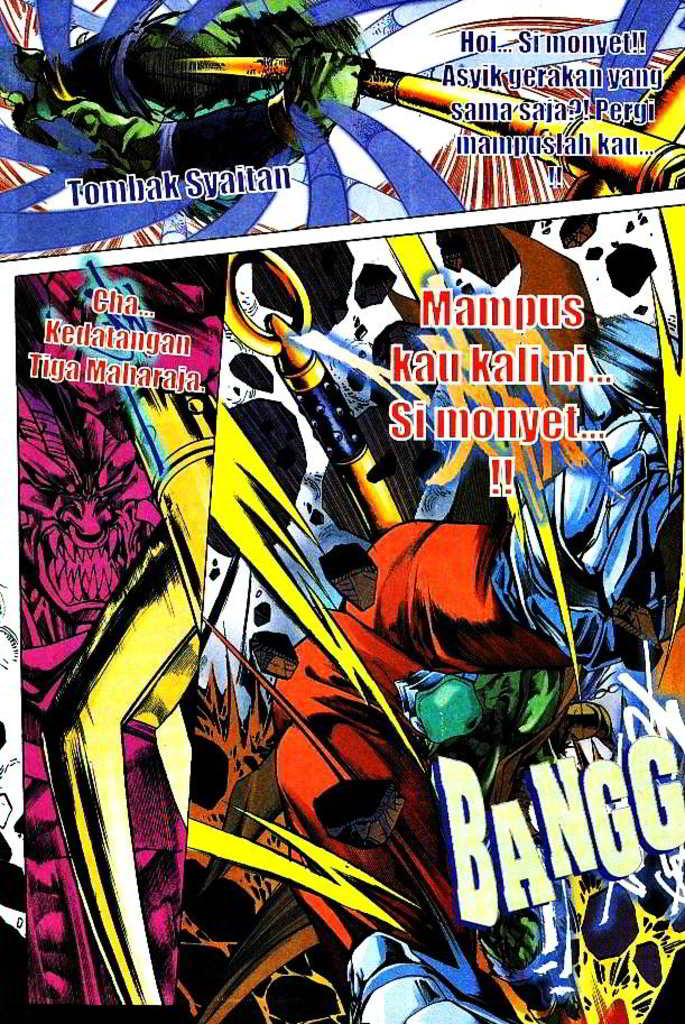 Hoi... Si monyet!!
Asyik gerakan yang
sama saja?! Pergi
mampuslah kau...
!!
Tombak Syaitan
Cha...
Kedatangan
Tiga Maharaja.
Mampus
kau kali ni...
Si monyet...
!!
BANGG